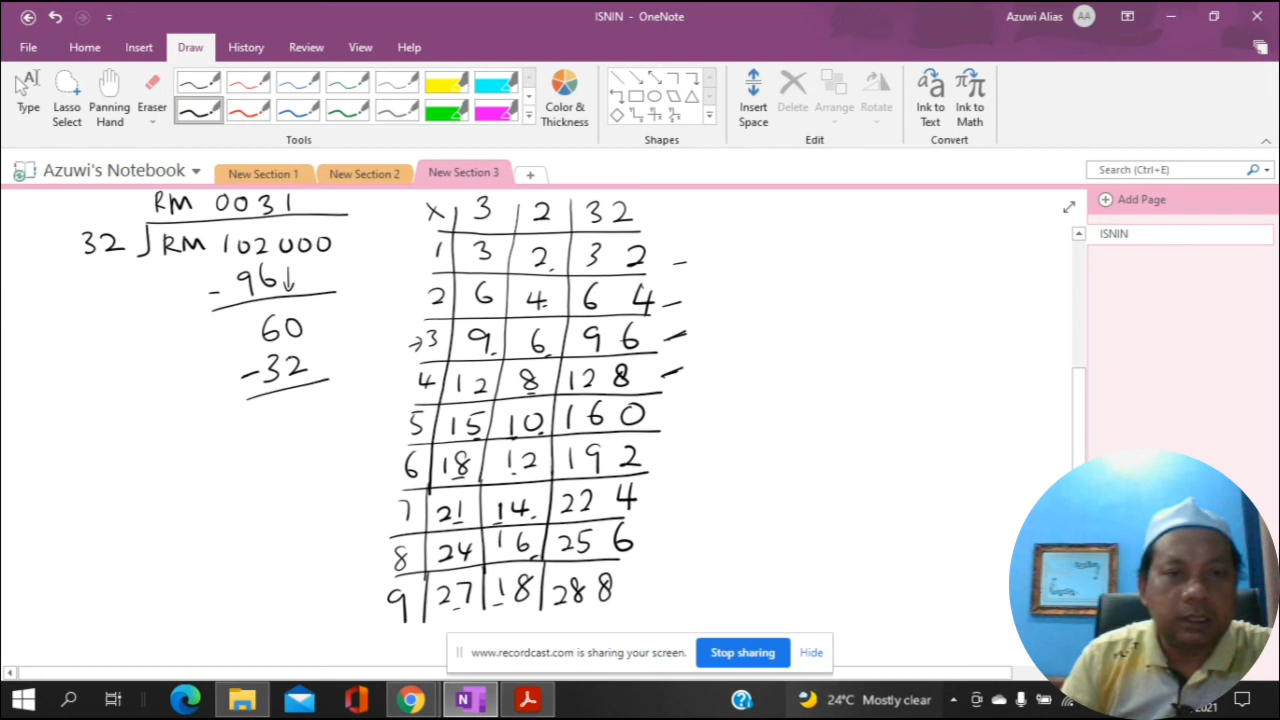 ISNIN - OneNote
Azuwi Alias AA
File Home Insert Draw History Review View Help
Type
Lasso Select
Panning Hand
Eraser
Color & Thickness
Insert Space
Delete
Arrange
Rotate
Ink to Text
Ink to Math
Tools
Shapes
Edit
Convert
Azuwi's Notebook
New Section 1
New Section 2
New Section 3
Search (Ctrl+E)
Add Page
ISNIN
RM 0031
32 RM 102000
- 96↓
60
-32
x 3 2 32
1 3 2 32 -
2 6 4 64 -
→3 9 6 96 -
4 12 8 128 -
5 15 10 160
6 18 12 192
7 21 14 224
8 24 16 256
9 27 18 288
www.recordcast.com is sharing your screen.
Stop sharing
Hide
24°C Mostly clear
2021